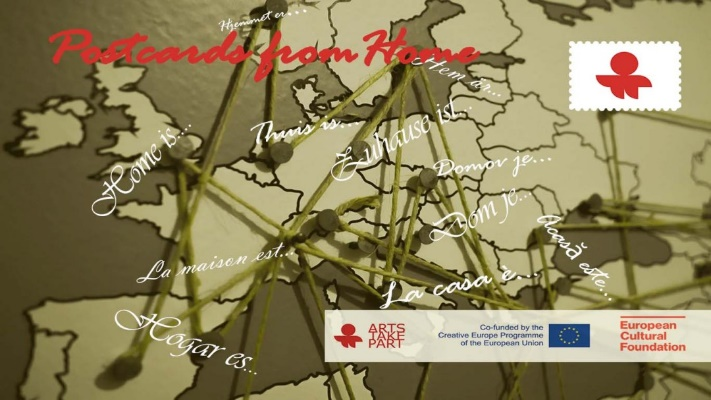 Hjemmet er...
Postcards from Home
Hem är...
Thuis is...
Zuhause ist...
Home is...
Domov je...
Dom je...
Acasă este...
La maison est...
La casa è...
Hogar es..
ARTS
TAKE
PART
Co-funded by the
Creative Europe Programme
of the European Union
European
Cultural
Foundation